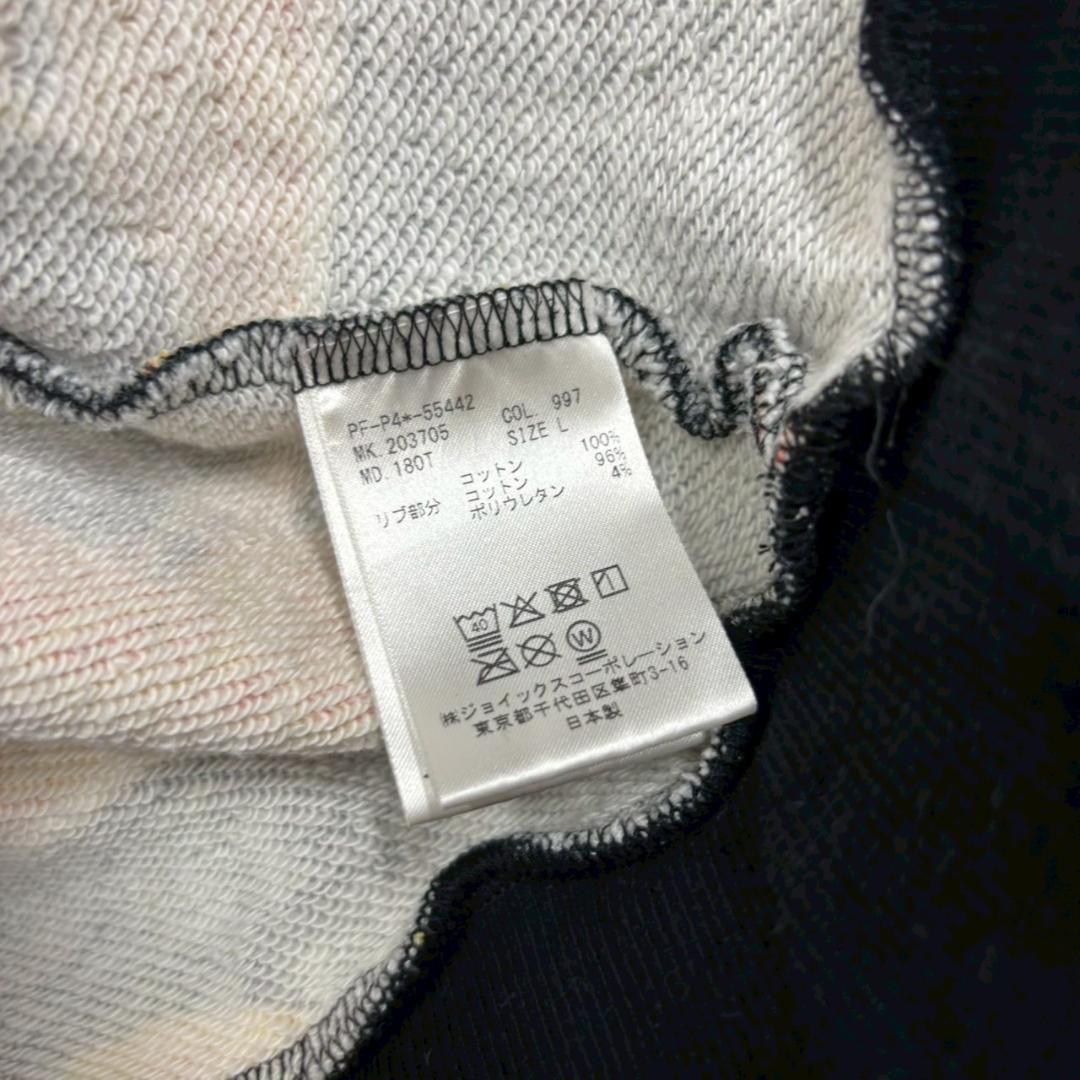 PF-P4*-55442 COL. 997
MK. 203705 SIZE L
MD. 180T
コットン 100%
リブ部分 コットン 96%
ポリウレタン 4%
40
W
㈱ジョイックスコーポレーション
東京都千代田区隼町3-16
日本製